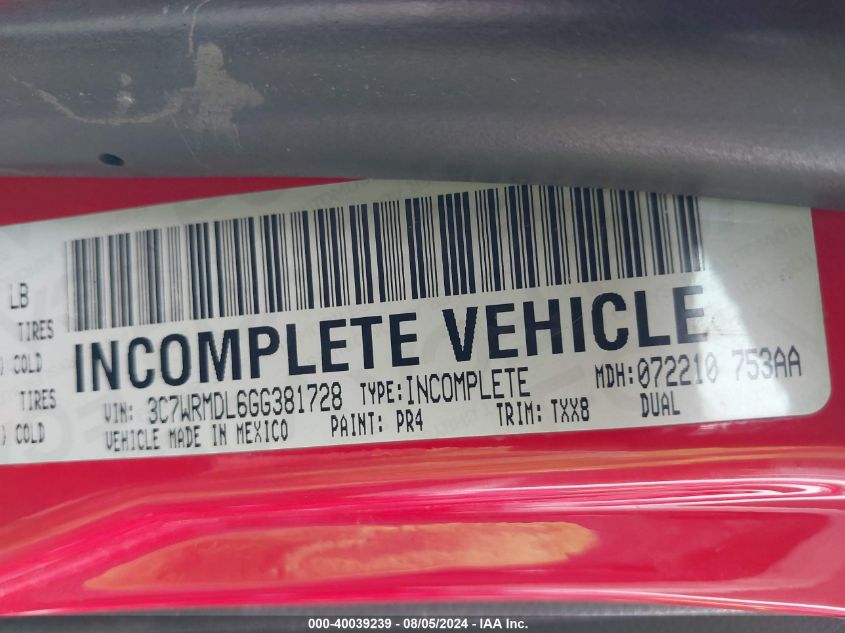 LB
TIRES
COLD
TIRES
COLD
INCOMPLETE VEHICLE
VIN: 3C7WRMDL6GG381728 TYPE: INCOMPLETE MDH: 072210 753AA
VEHICLE MADE IN MEXICO PAINT: PR4 TRIM: TXX8 DUAL
000-40039239 - 08/05/2024 - IAA Inc.